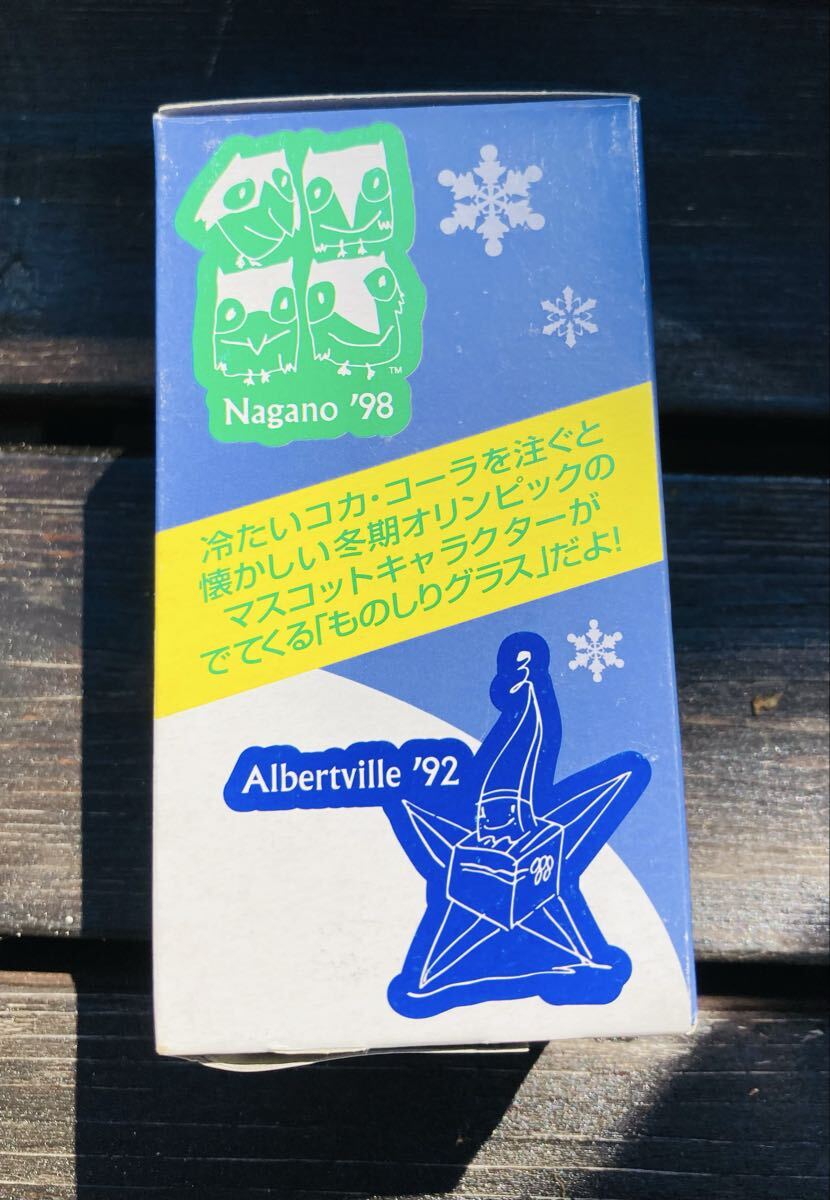 TM
Nagano '98
冷たいコカ・コーラを注ぐと
懐かしい冬期オリンピックの
マスコットキャラクターが
でてくる「ものしりグラス」だよ!
Albertville '92